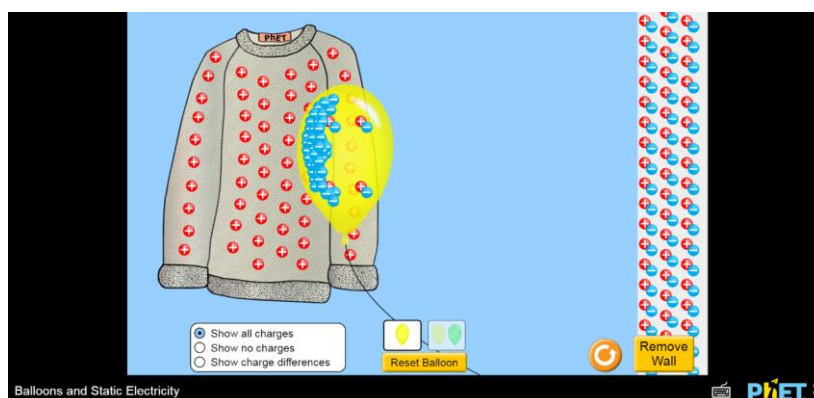 PhET
Show all charges
Show no charges
Show charge differences
Reset Balloon
Remove
Wall
Balloons and Static Electricity
PhET